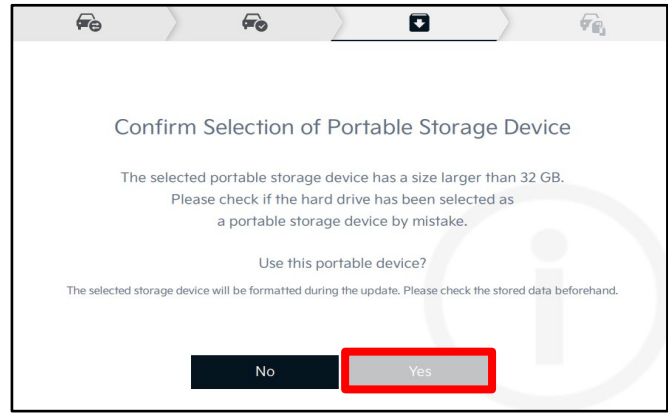 Confirm Selection of Portable Storage Device
The selected portable storage device has a size larger than 32 GB.
Please check if the hard drive has been selected as
a portable storage device by mistake.
Use this portable device?
The selected storage device will be formatted during the update. Please check the stored data beforehand.
No
Yes